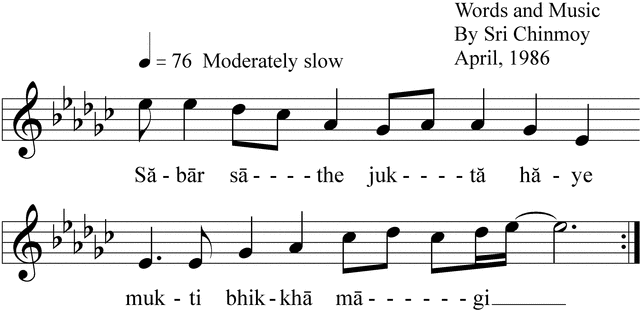 Words and Music
By Sri Chinmoy
April, 1986
= 76 Moderately slow
Să - bār sā - - - - the juk - - - - tă hă - ye
muk - ti bhik - khā mā - - - - - - gi